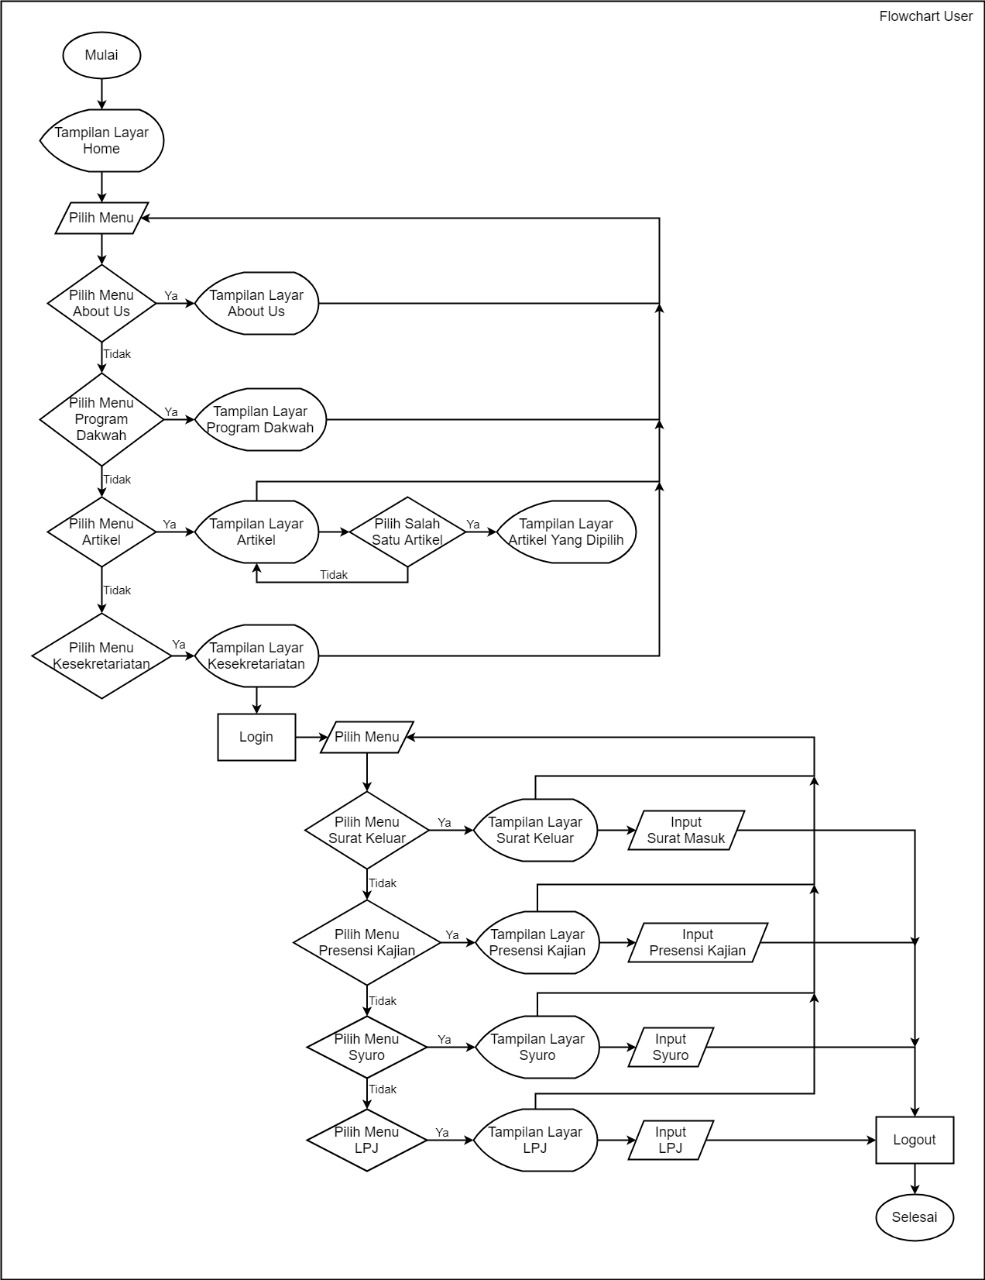 Flowchart User
Mulai
Tampilan Layar
Home
Pilih Menu
Pilih Menu
About Us
Ya
Tampilan Layar
About Us
Tidak
Pilih Menu
Program
Dakwah
Ya
Tampilan Layar
Program Dakwah
Tidak
Pilih Menu
Artikel
Ya
Tampilan Layar
Artikel
Pilih Salah
Satu Artikel
Ya
Tampilan Layar
Artikel Yang Dipilih
Tidak
Tidak
Pilih Menu
Kesekretariatan
Ya
Tampilan Layar
Kesekretariatan
Login
Pilih Menu
Pilih Menu
Surat Keluar
Ya
Tampilan Layar
Surat Keluar
Input
Surat Masuk
Tidak
Pilih Menu
Presensi Kajian
Ya
Tampilan Layar
Presensi Kajian
Input
Presensi Kajian
Tidak
Pilih Menu
Syuro
Ya
Tampilan Layar
Syuro
Input
Syuro
Tidak
Pilih Menu
LPJ
Ya
Tampilan Layar
LPJ
Input
LPJ
Logout
Selesai